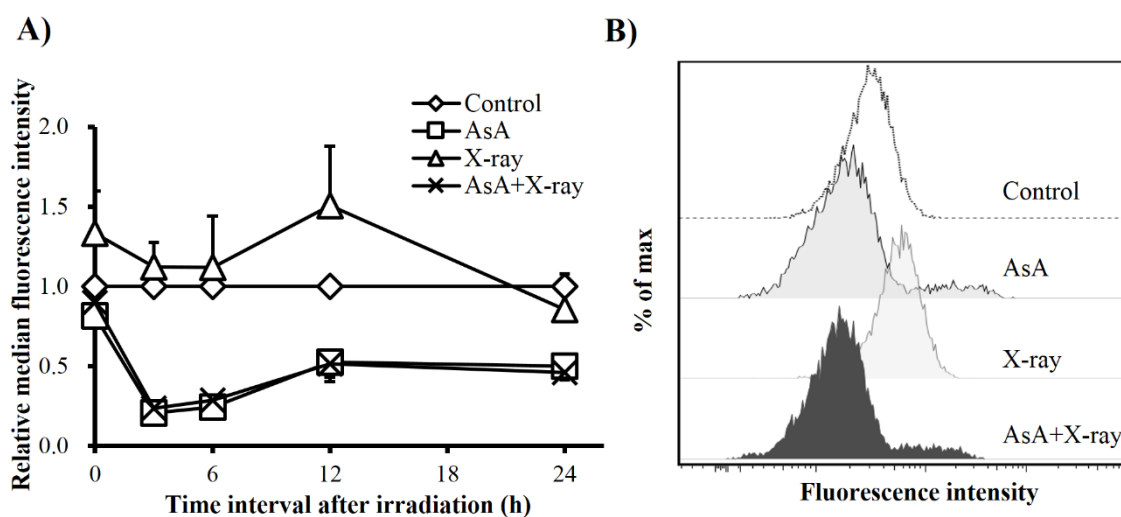 A)
Relative median fluorescence intensity
2.0
1.5
1.0
0.5
0.0
Control
AsA
X-ray
AsA+X-ray
0
3
6
12
18
24
Time interval after irradiation (h)
B)
% of max
Control
AsA
X-ray
AsA+X-ray
Fluorescence intensity